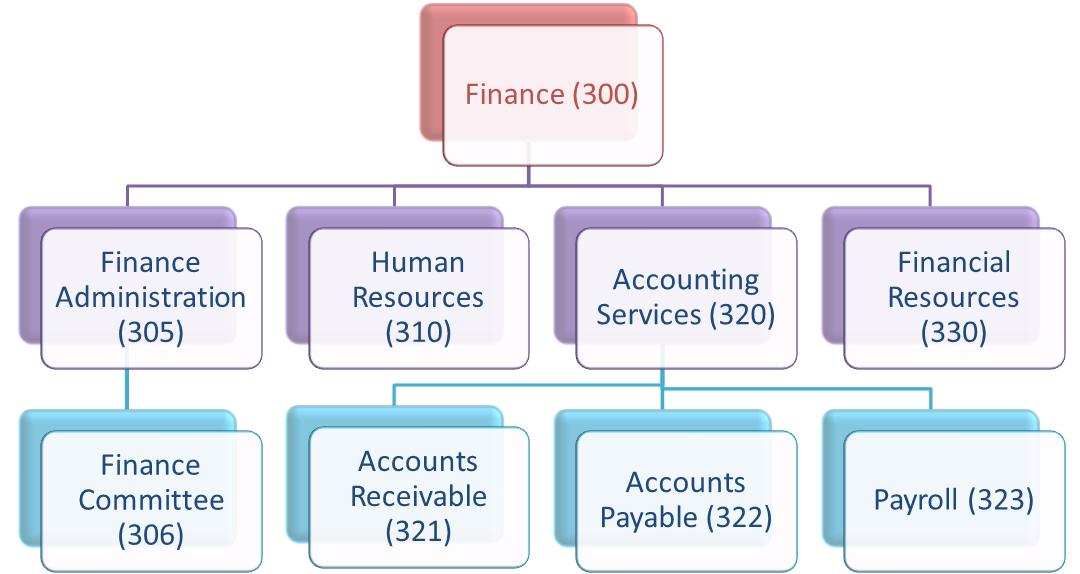 Finance (300)
Finance
Administration
(305)
Human
Resources
(310)
Accounting
Services (320)
Financial
Resources
(330)
Finance
Committee
(306)
Accounts
Receivable
(321)
Accounts
Payable (322)
Payroll (323)